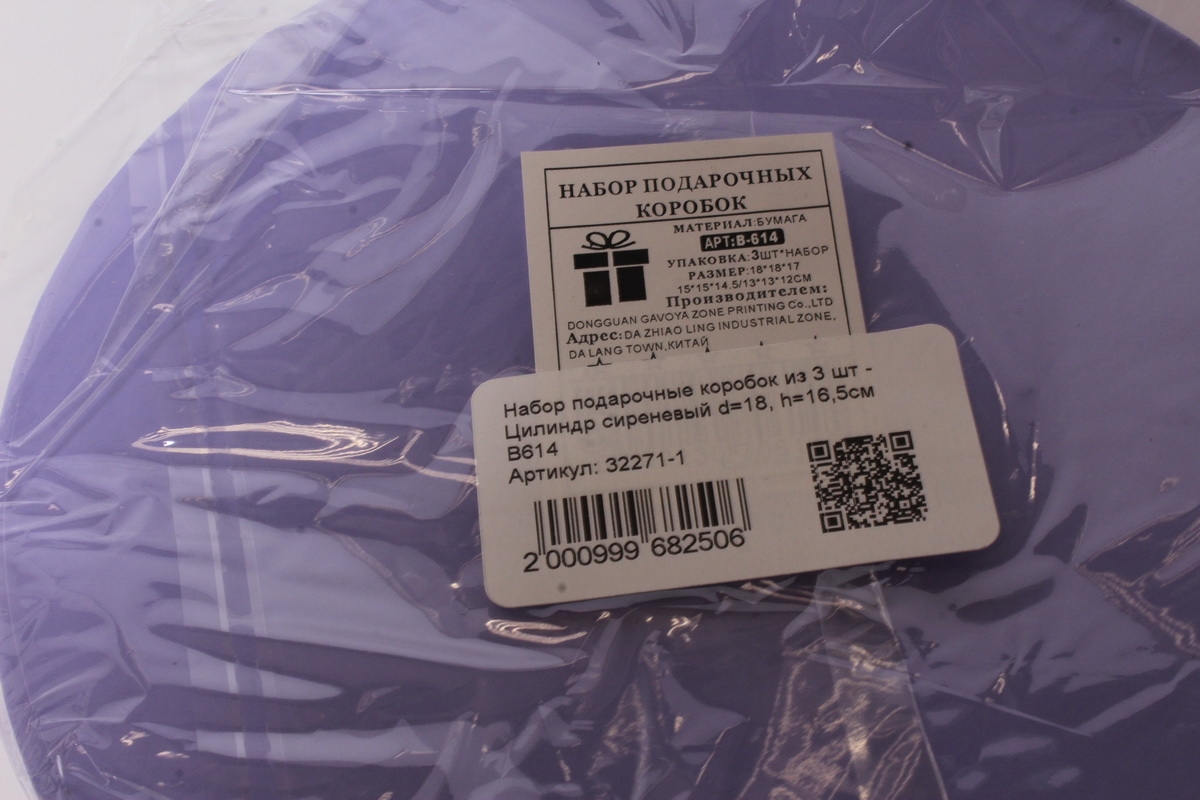 НАБОР ПОДАРОЧНЫХ
КОРОБОК
МАТЕРИАЛ:БУМАГА
АРТ:B-614
УПАКОВКА:3ШТ*НАБОР
РАЗМЕР:18*18*17
15*15*14.5/13*13*12СМ
Производителем:
DONGGUAN GAVOYA ZONE PRINTING Co.,LTD
Адрес:DA ZHIAO LING INDUSTRIAL ZONE,
DA LANG TOWN,КИТАЙ
Набор подарочные коробок из 3 шт -
Цилиндр сиреневый d=18, h=16,5см
B614
Артикул: 32271-1
2 000999 682506